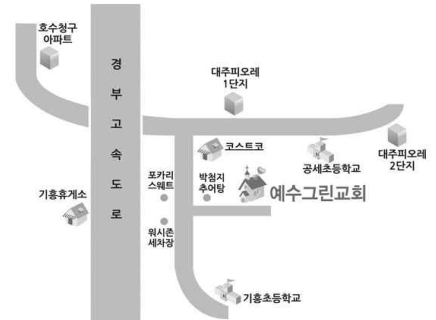 호수청구
아파트
경부고속도로
대주피오레
1단지
코스트코
공세초등학교
대주피오레
2단지
포카리
스웨트
박첨지
추어탕
예수그린교회
기흥휴게소
워시존
세차장
기흥초등학교